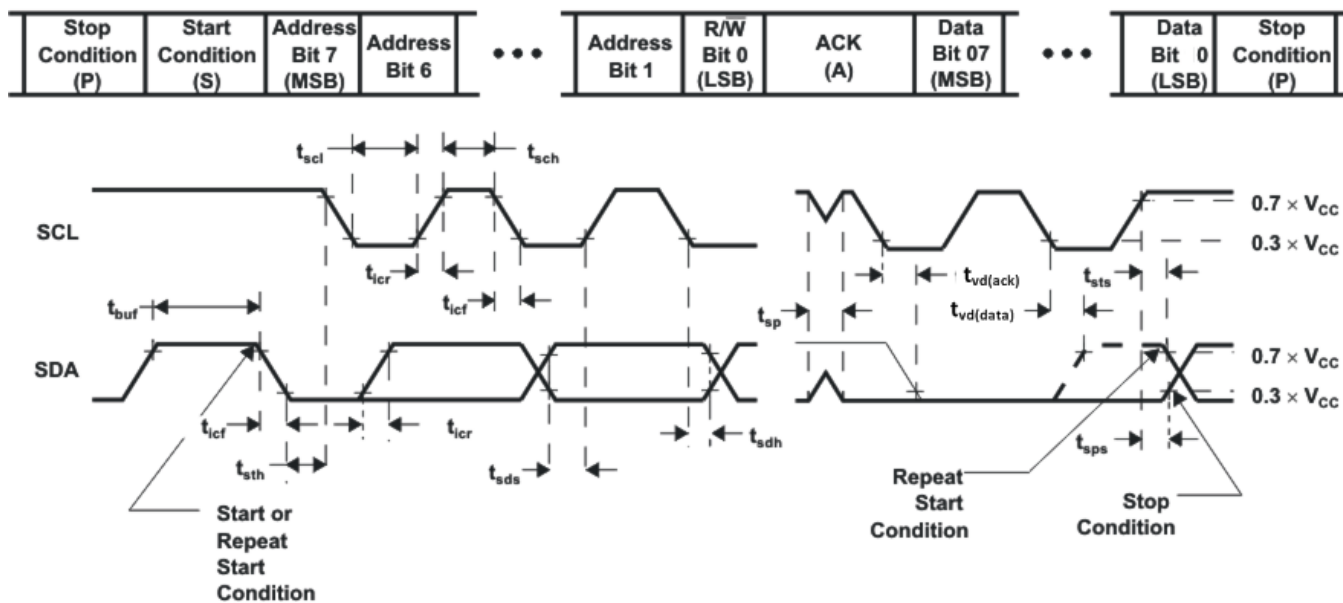 Stop
Condition
(P)
Start
Condition
(S)
Address
Bit 7
(MSB)
Address
Bit 6
•••
Address
Bit 1
R/W̅
Bit 0
(LSB)
ACK
(A)
Data
Bit 07
(MSB)
•••
Data
Bit 0
(LSB)
Stop
Condition
(P)
tscl
tsch
SCL
0.7 × VCC
0.3 × VCC
ticr
ticf
tvd(ack)
tsts
tbuf
tsp
tvd(data)
SDA
0.7 × VCC
0.3 × VCC
ticf
ticr
tsdh
tsth
tsds
tsps
Start or
Repeat
Start
Condition
Repeat
Start
Condition
Stop
Condition